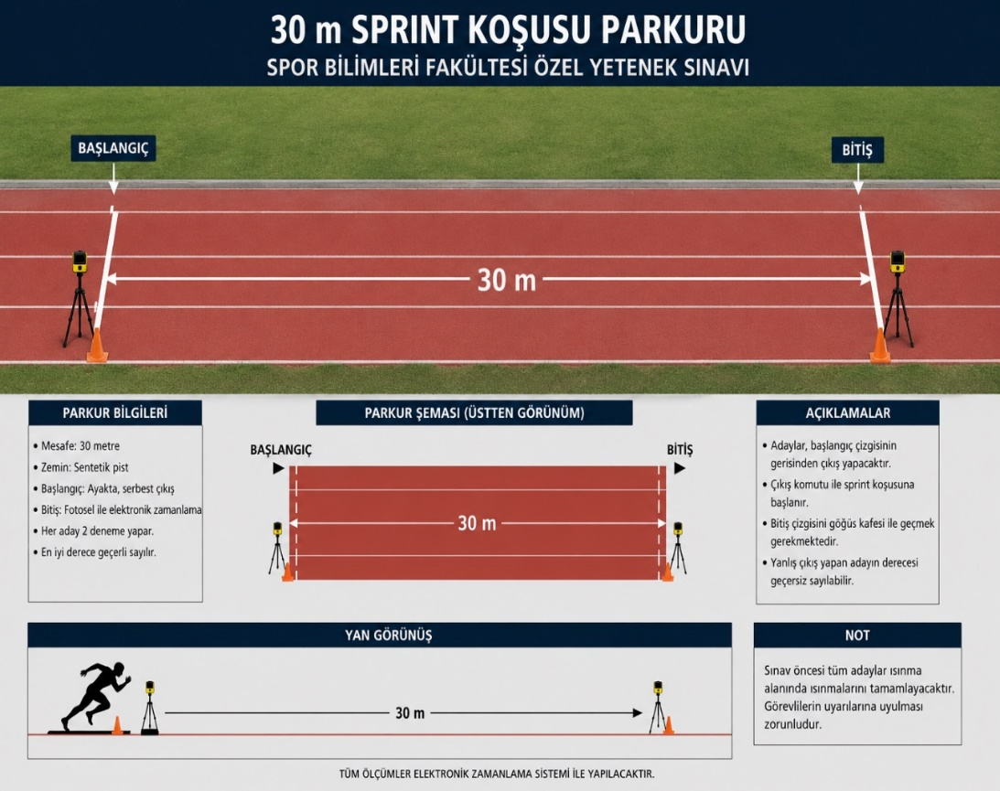 30 m SPRINT KOŞUSU PARKURU
SPOR BİLİMLERİ FAKÜLTESİ ÖZEL YETENEK SINAVI
BAŞLANGIÇ
BİTİŞ
30 m
PARKUR BİLGİLERİ
• Mesafe: 30 metre
• Zemin: Sentetik pist
• Başlangıç: Ayakta, serbest çıkış
• Bitiş: Fotosel ile elektronik zamanlama
• Her aday 2 deneme yapar.
• En iyi derece geçerli sayılır.
PARKUR ŞEMASI (ÜSTTEN GÖRÜNÜM)
BAŞLANGIÇ
BİTİŞ
30 m
AÇIKLAMALAR
• Adaylar, başlangıç çizgisinin
gerisinden çıkış yapacaktır.
• Çıkış komutu ile sprint koşusuna
başlanır.
• Bitiş çizgisini göğüs kafesi ile geçmek
gerekmektedir.
• Yanlış çıkış yapan adayın derecesi
geçersiz sayılabilir.
YAN GÖRÜNÜŞ
30 m
NOT
Sınav öncesi tüm adaylar ısınma
alanında ısınmalarını tamamlayacaktır.
Görevlilerin uyarılarına uyulması
zorunludur.
TÜM ÖLÇÜMLER ELEKTRONİK ZAMANLAMA SİSTEMİ İLE YAPILACAKTIR.